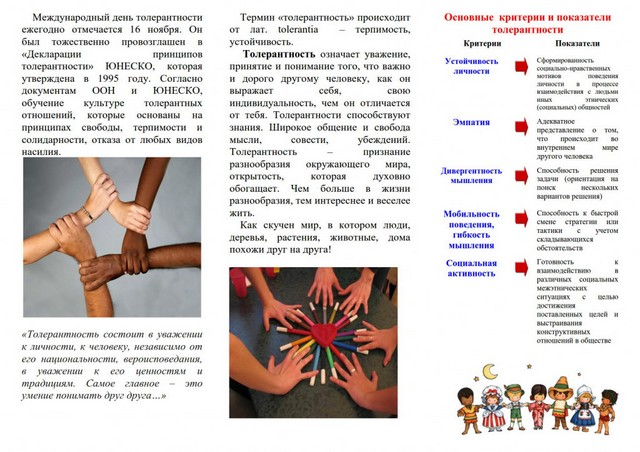 Международный день толерантности
ежегодно отмечается 16 ноября. Он
был тожественно провозглашен в
«Декларации принципов
толерантности» ЮНЕСКО, которая
утверждена в 1995 году. Согласно
документам ООН и ЮНЕСКО,
обучение культуре толерантных
отношений, которые основаны на
принципах свободы, терпимости и
солидарности, отказа от любых видов
насилия.
«Толерантность состоит в уважении
к личности, к человеку, независимо от
его национальности, вероисповедания,
в уважении к его ценностям и
традициям. Самое главное – это
умение понимать друг друга…»
Термин «толерантность» происходит
от лат. tolerantia – терпимость,
устойчивость.
Толерантность означает уважение,
принятие и понимание того, что важно
и дорого другому человеку, как он
выражает себя, свою
индивидуальность, чем он отличается
от тебя. Толерантности способствуют
знания. Широкое общение и свобода
мысли, совести, убеждений.
Толерантность – признание
разнообразия окружающего мира,
открытость, которая духовно
обогащает. Чем больше в жизни
разнообразия, тем интереснее и веселее
жить.
Как скучен мир, в котором люди,
деревья, растения, животные, дома
похожи друг на друга!
Основные критерии и показатели
толерантности
Критерии Показатели
Устойчивость
личности
Сформированность
социально-нравственных
мотивов поведения
личности в процессе
взаимодействия с людьми
иных этнических
(социальных) общностей
Эмпатия
Адекватное
представление о том,
что происходит во
внутреннем мире
другого человека
Дивергентность
мышления
Способность решения
задачи (ориентация на
поиск нескольких
вариантов решения)
Мобильность
поведения,
гибкость
мышления
Способность к быстрой
смене стратегии или
тактики с учетом
складывающихся
обстоятельств
Социальная
активность
Готовность к
взаимодействию в
различных социальных
межэтнических
ситуациях с целью
достижения
поставленных целей и
выстраивания
конструктивных
отношений в обществе